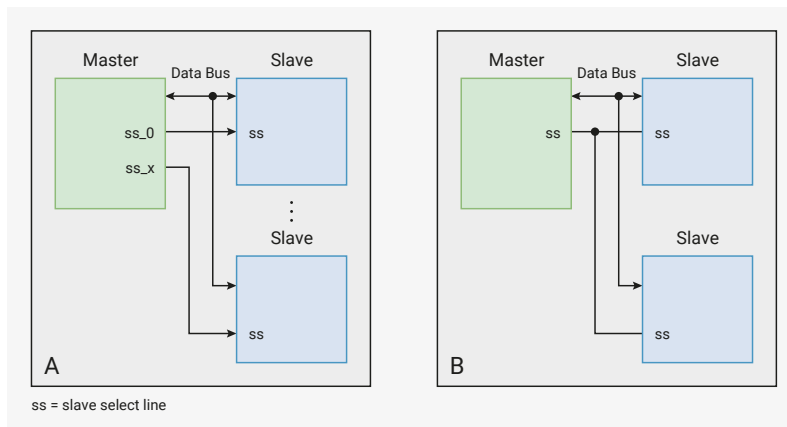 Master
Data Bus
Slave
ss_0
ss
ss_x
Slave
ss
A
Master
Data Bus
Slave
ss
ss
Slave
ss
B
ss = slave select line